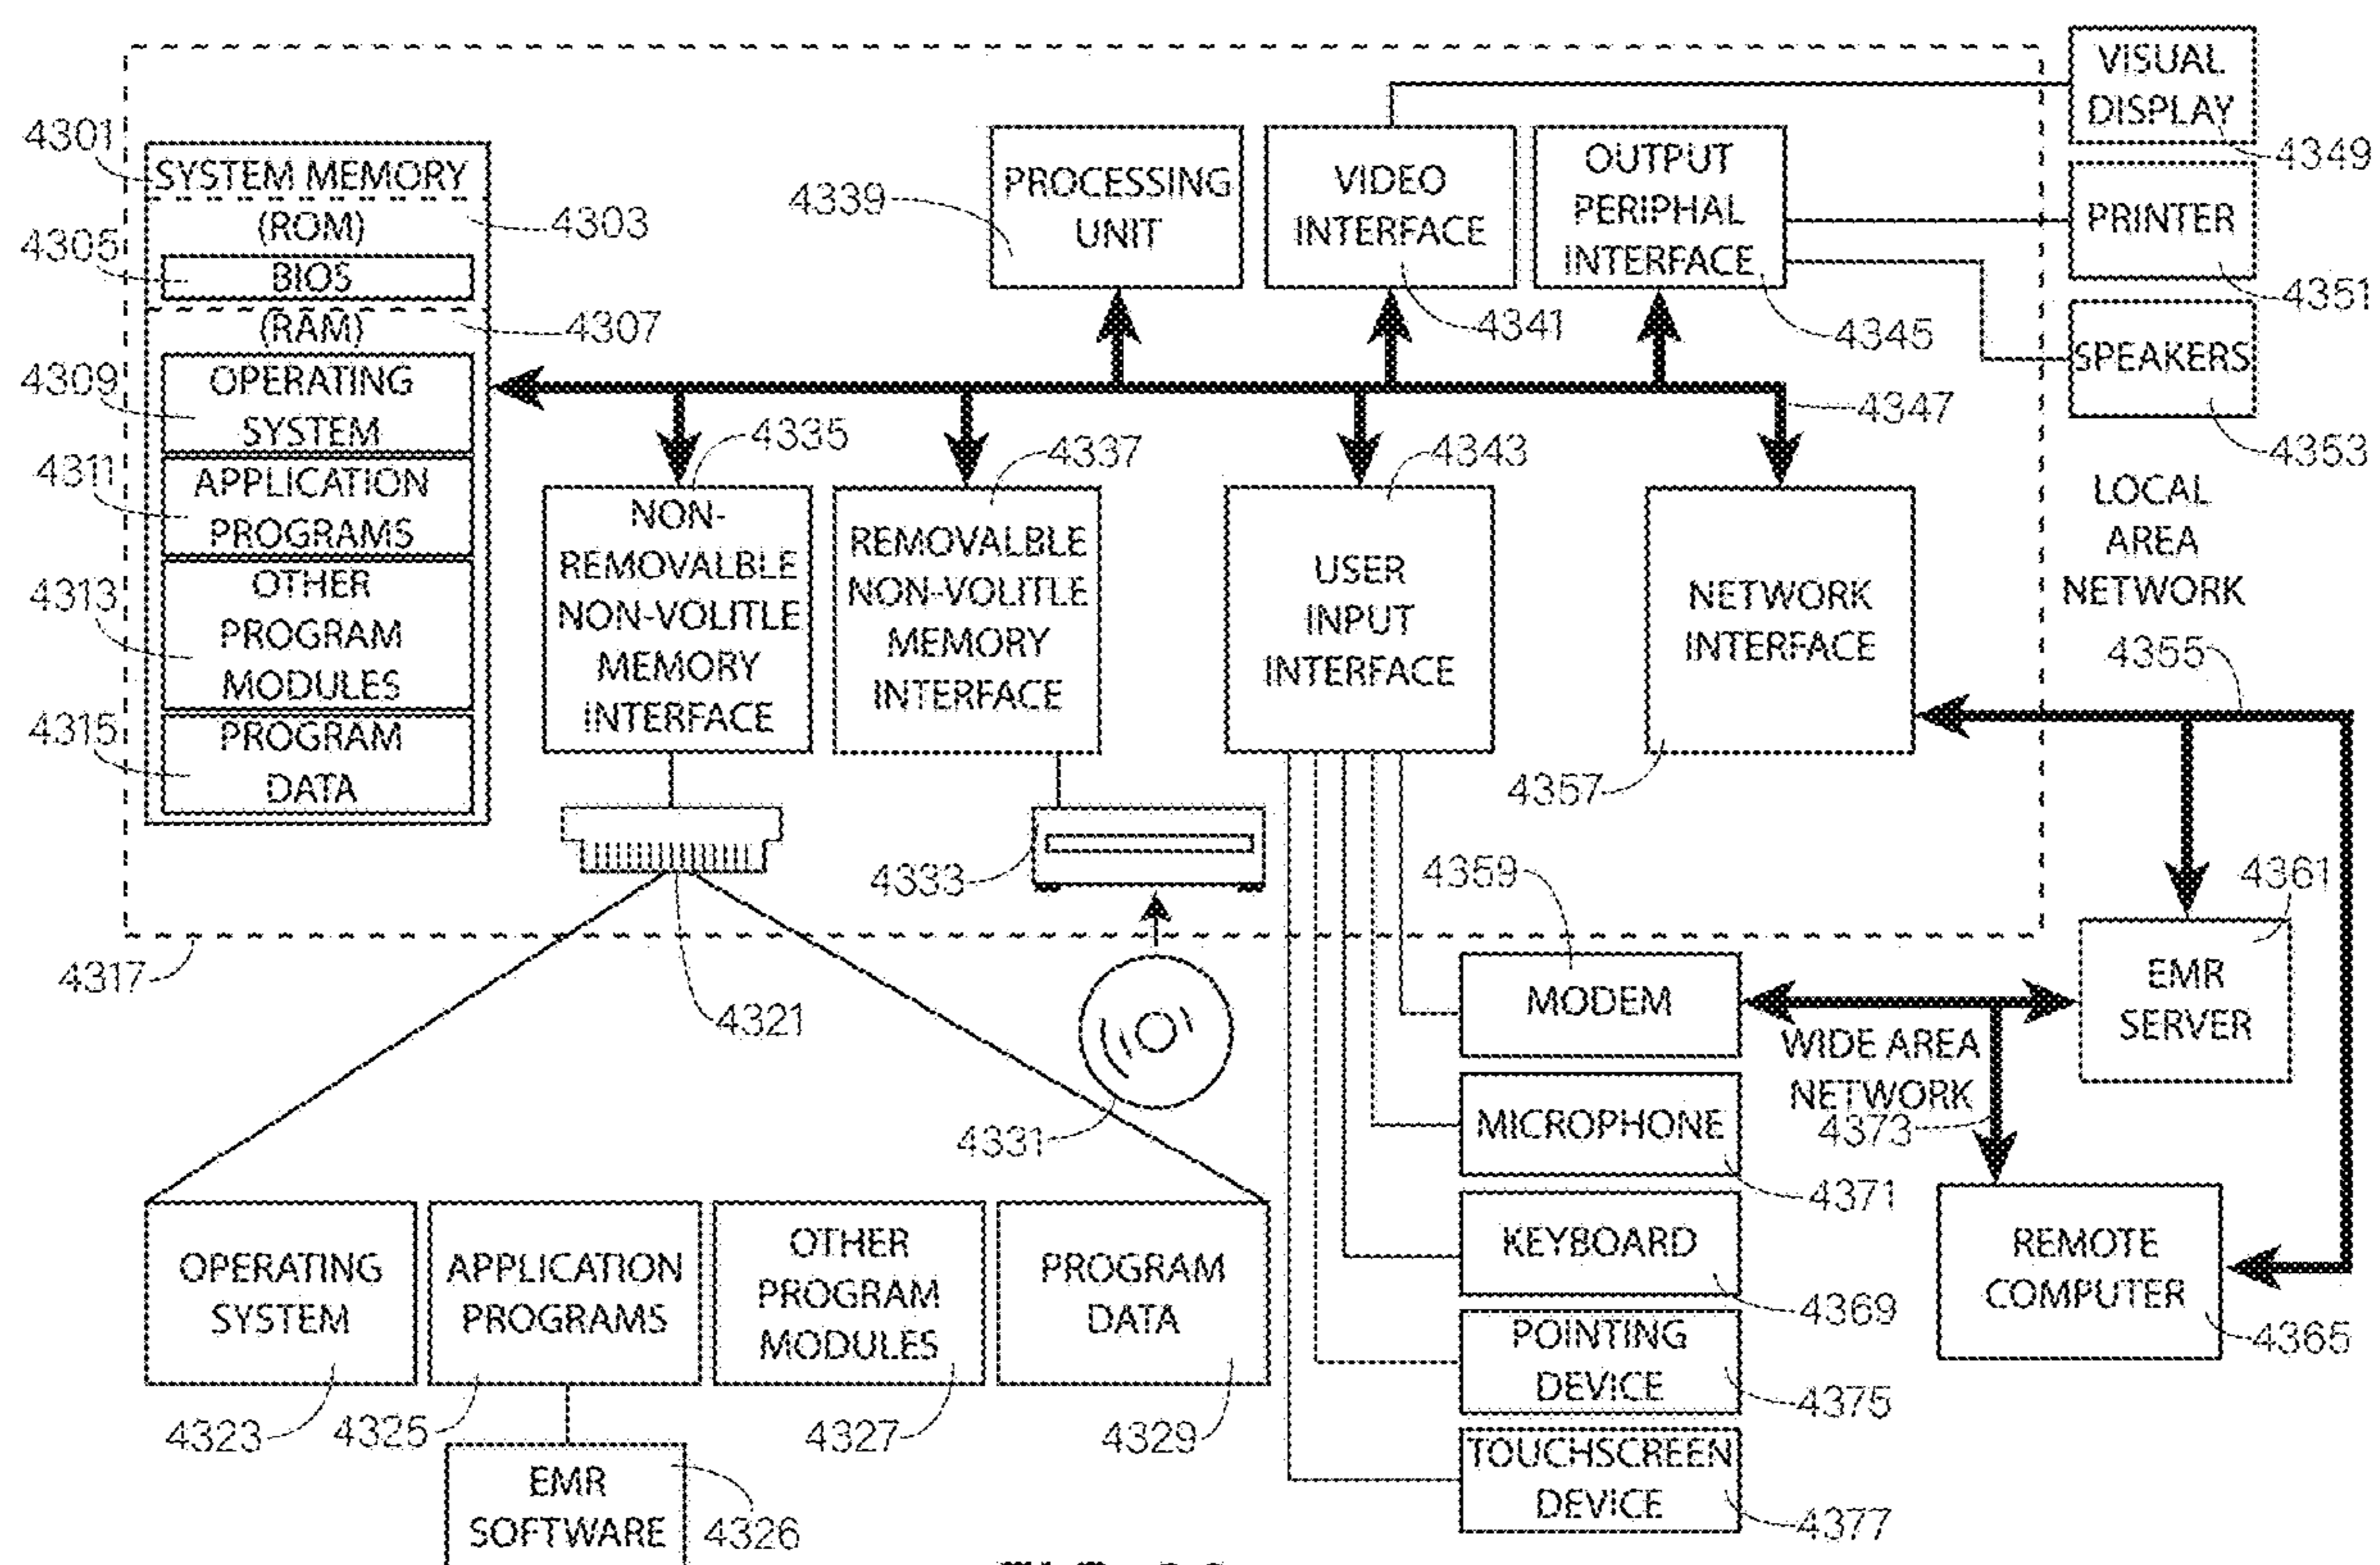 4301
SYSTEM MEMORY
(ROM)
4303
4305
BIOS
(RAM)
4307
4309
OPERATING
SYSTEM
4311
APPLICATION
PROGRAMS
4313
OTHER
PROGRAM
MODULES
4315
PROGRAM
DATA
4317
4339
PROCESSING
UNIT
VIDEO
INTERFACE
4341
OUTPUT
PERIPHAL
INTERFACE
4345
VISUAL
DISPLAY
4349
PRINTER
4351
SPEAKERS
4353
4347
4335
NON-
REMOVALBLE
NON-VOLITLE
MEMORY
INTERFACE
4337
REMOVALBLE
NON-VOLITLE
MEMORY
INTERFACE
4343
USER
INPUT
INTERFACE
NETWORK
INTERFACE
4357
LOCAL
AREA
NETWORK
4355
4333
4321
4331
4359
MODEM
WIDE AREA
NETWORK
4373
4361
EMR
SERVER
MICROPHONE
4371
KEYBOARD
4369
POINTING
DEVICE
4375
TOUCHSCREEN
DEVICE
4377
REMOTE
COMPUTER
4365
OPERATING
SYSTEM
4323
APPLICATION
PROGRAMS
4325
OTHER
PROGRAM
MODULES
4327
PROGRAM
DATA
4329
EMR
SOFTWARE
4326